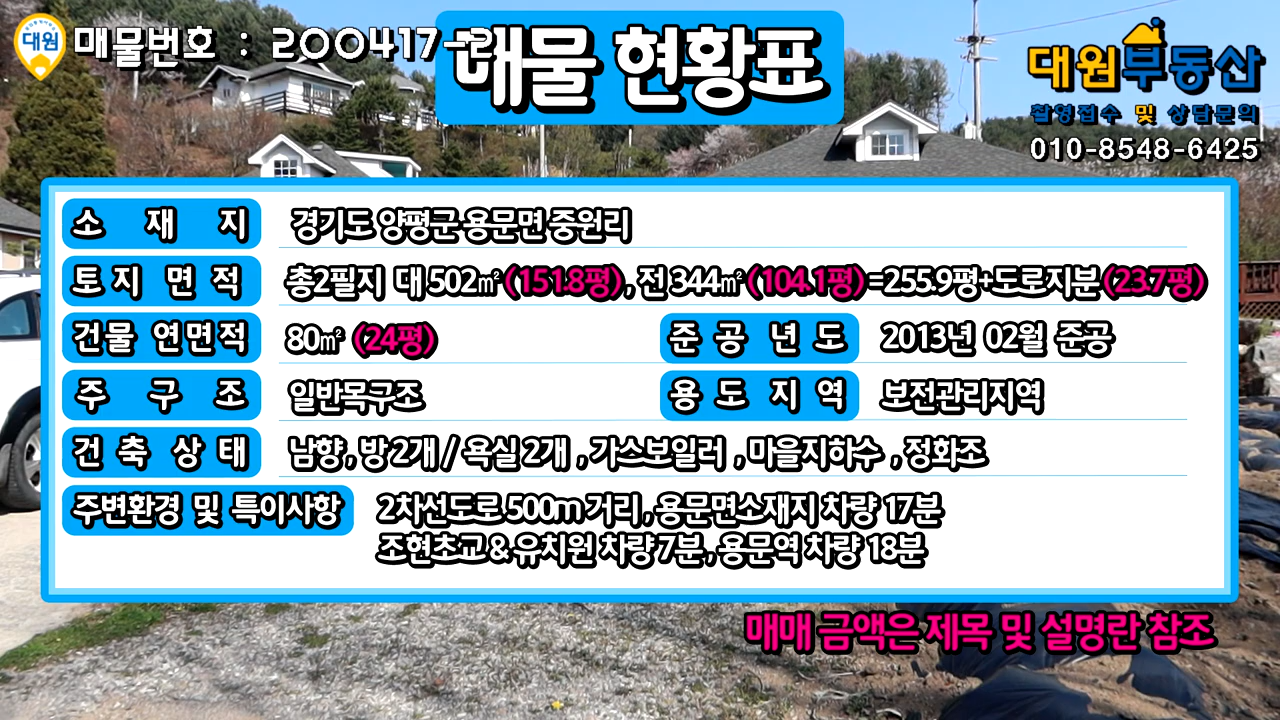 대원
매물번호 : 200417-2
매물 현황표
대원부동산
촬영접수 및 상담문의
010-8548-6425
소 재 지 경기도 양평군 용문면 중원리
토지 면적 총2필지 대 502㎡ (151.8평), 전 344㎡ (104.1평)=255.9평+도로지분(23.7평)
건물 연면적 80㎡ (24평) 준 공 년 도 2013년 02월 준공
주 구 조 일반목구조 용 도 지 역 보전관리지역
건 축 상 태 남향, 방 2개 / 욕실 2개 , 가스보일러 , 마을지하수 , 정화조
주변환경 및 특이사항 2차선도로 500m 거리, 용문면소재지 차량 17분
조현초교 & 유치원 차량 7분, 용문역 차량 18분
매매 금액은 제목 및 설명란 참조